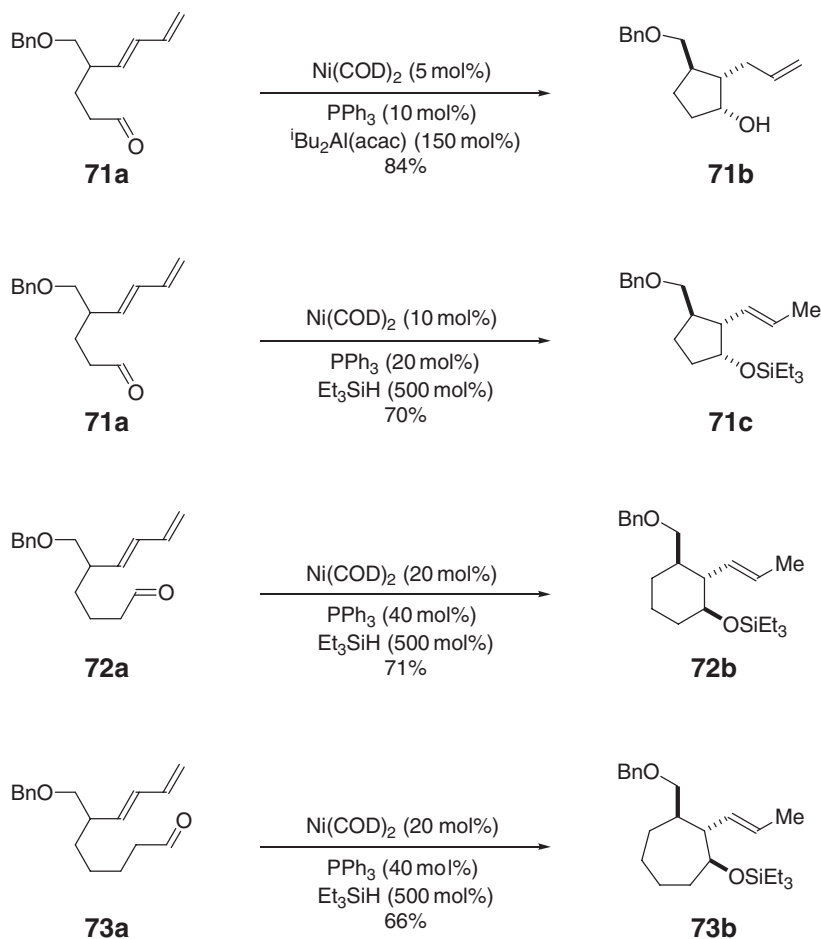 BnO
O
71a
Ni(COD)2 (5 mol%)
PPh3 (10 mol%)
iBu2Al(acac) (150 mol%)
84%
BnO
OH
71b
BnO
O
71a
Ni(COD)2 (10 mol%)
PPh3 (20 mol%)
Et3SiH (500 mol%)
70%
BnO
Me
OSiEt3
71c
BnO
O
72a
Ni(COD)2 (20 mol%)
PPh3 (40 mol%)
Et3SiH (500 mol%)
71%
BnO
Me
OSiEt3
72b
BnO
O
73a
Ni(COD)2 (20 mol%)
PPh3 (40 mol%)
Et3SiH (500 mol%)
66%
BnO
Me
OSiEt3
73b